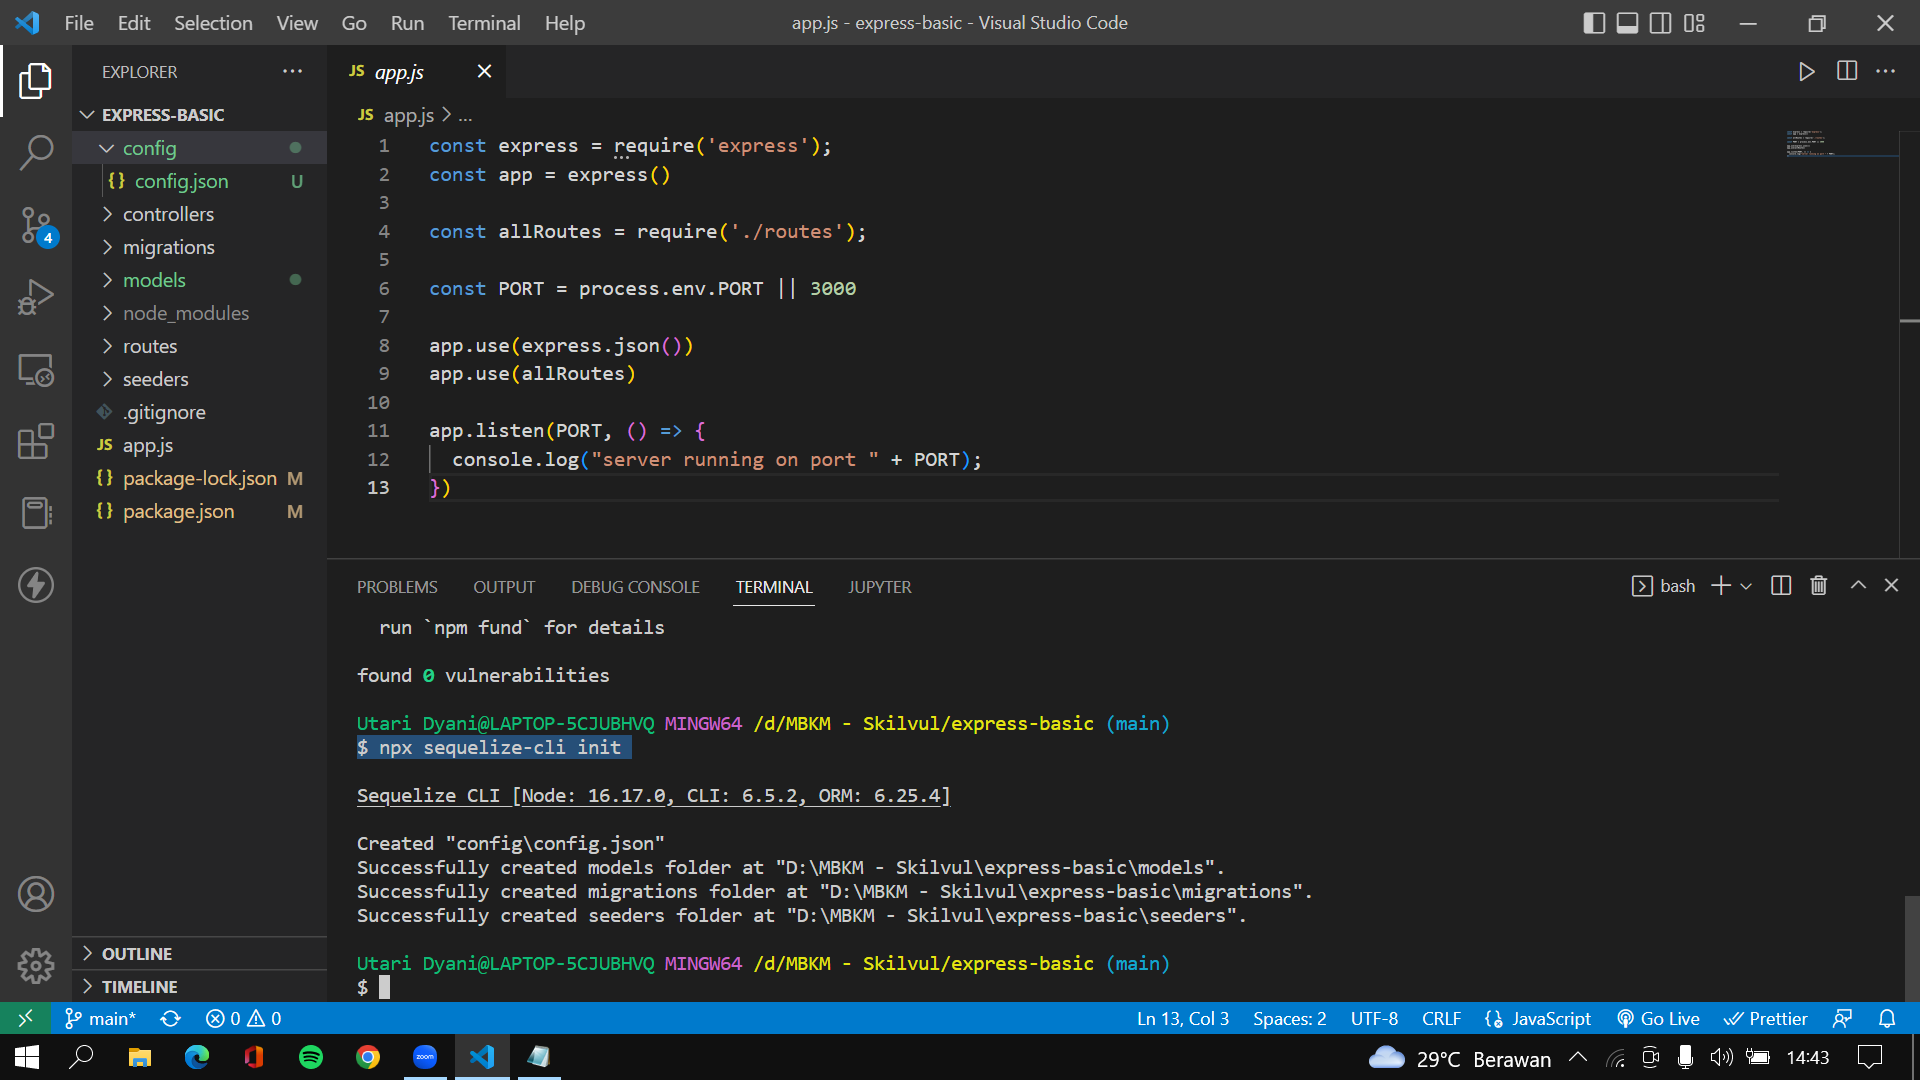 File Edit Selection View Go Run Terminal Help
app.js - express-basic - Visual Studio Code
EXPLORER
EXPRESS-BASIC
config
{} config.json U
controllers
migrations
models
node_modules
routes
seeders
.gitignore
JS app.js
{} package-lock.json M
{} package.json M
OUTLINE
TIMELINE
4
JS app.js
JS app.js > ...
1 const express = require('express');
2 const app = express()
3
4 const allRoutes = require('./routes');
5
6 const PORT = process.env.PORT || 3000
7
8 app.use(express.json())
9 app.use(allRoutes)
10
11 app.listen(PORT, () => {
12 console.log("server running on port " + PORT);
13 })
PROBLEMS OUTPUT DEBUG CONSOLE TERMINAL JUPYTER
bash
run `npm fund` for details
found 0 vulnerabilities
Utari Dyani@LAPTOP-5CJUBHVQ MINGW64 /d/MBKM - Skilvul/express-basic (main)
$ npx sequelize-cli init
Sequelize CLI [Node: 16.17.0, CLI: 6.5.2, ORM: 6.25.4]
Created "config\config.json"
Successfully created models folder at "D:\MBKM - Skilvul\express-basic\models".
Successfully created migrations folder at "D:\MBKM - Skilvul\express-basic\migrations".
Successfully created seeders folder at "D:\MBKM - Skilvul\express-basic\seeders".
Utari Dyani@LAPTOP-5CJUBHVQ MINGW64 /d/MBKM - Skilvul/express-basic (main)
$
main* 0 0 Ln 13, Col 3 Spaces: 2 UTF-8 CRLF {} JavaScript Go Live Prettier
zoom
29°C Berawan 14:43